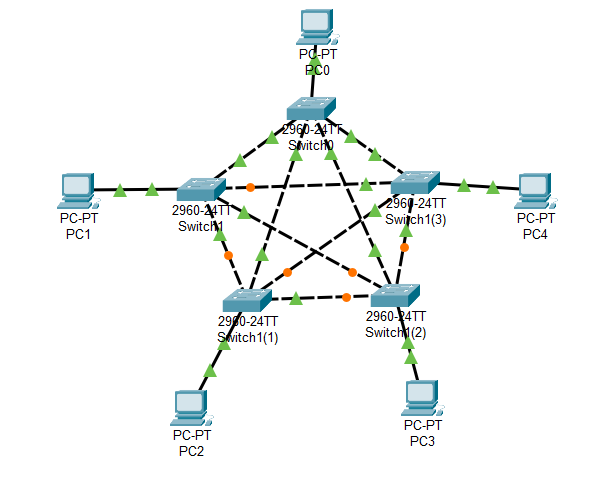 PC-PT
PC0
2960-24TT
Switch0
2960-24TT
Switch1
2960-24TT
Switch1(3)
PC-PT
PC1
PC-PT
PC4
2960-24TT
Switch1(1)
2960-24TT
Switch1(2)
PC-PT
PC2
PC-PT
PC3